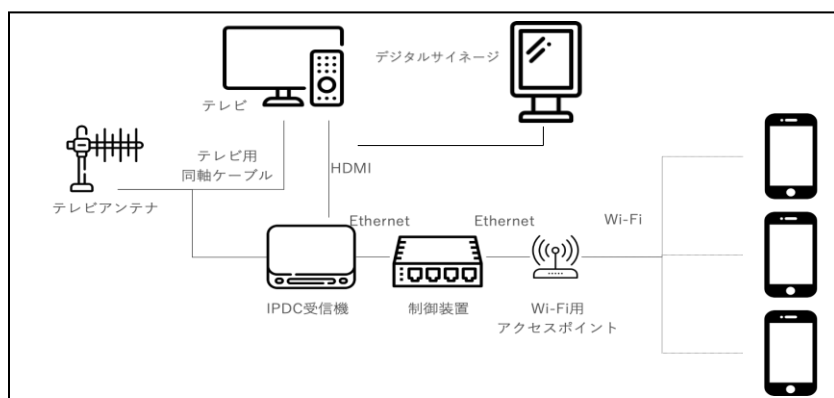 デジタルサイネージ
テレビ
テレビ用
同軸ケーブル
HDMI
テレビアンテナ
Ethernet
Ethernet
Wi-Fi
IPDC受信機
制御装置
Wi-Fi用
アクセスポイント